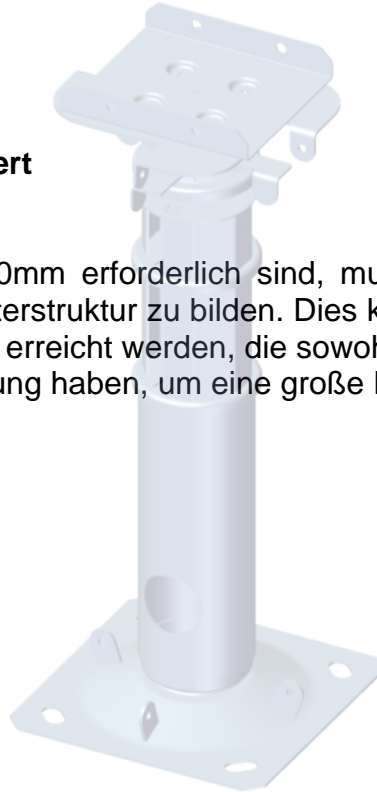 ert
0mm erforderlich sind, mu
terstruktur zu bilden. Dies k
erreicht werden, die sowoh
ung haben, um eine große